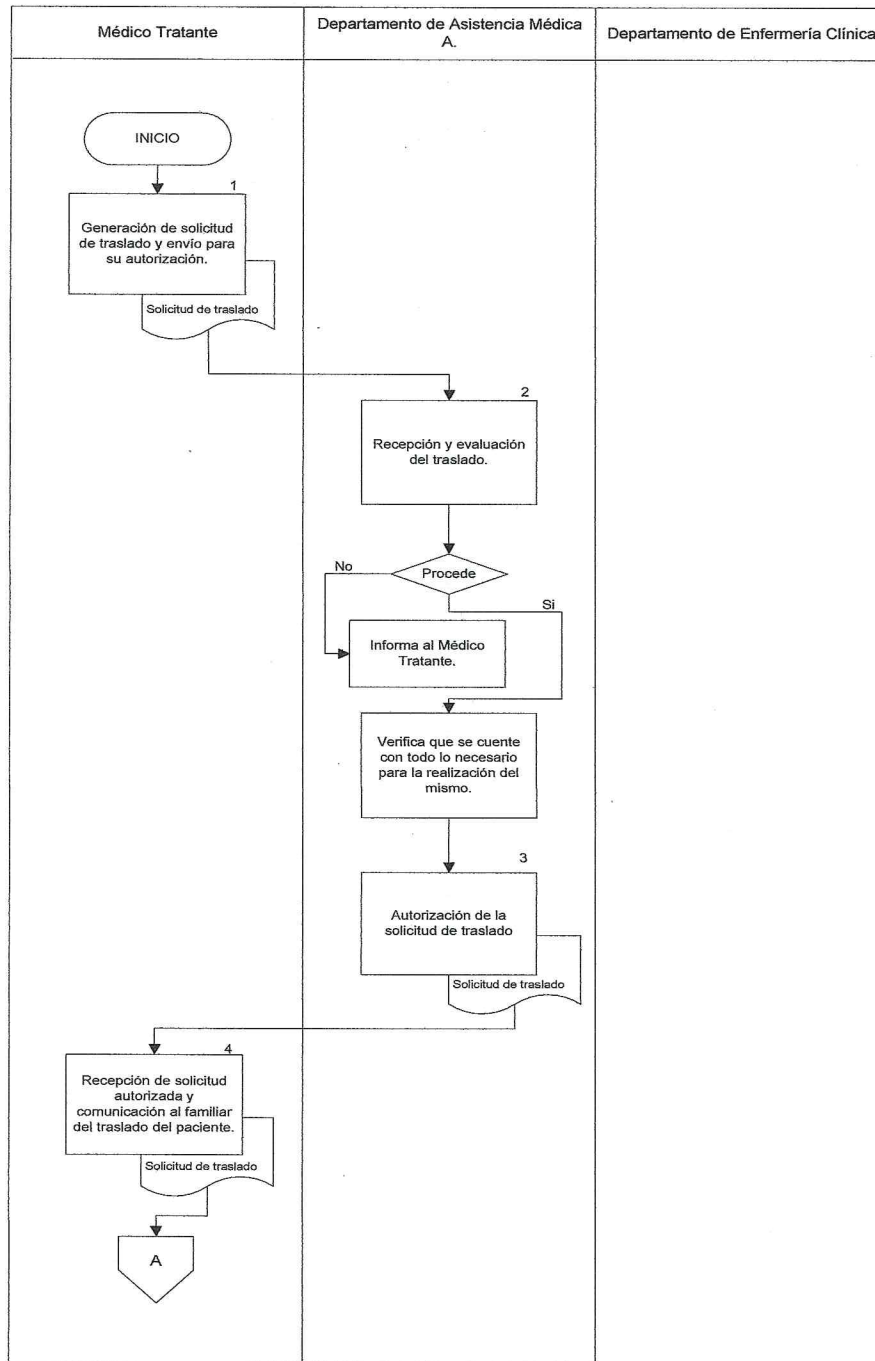 Médico Tratante
Departamento de Asistencia Médica
A.
Departamento de Enfermería Clínica
INICIO
1
Generación de solicitud
de traslado y envío para
su autorización.
Solicitud de traslado
2
Recepción y evaluación
del traslado.
Procede
No
Si
Informa al Médico
Tratante.
Verifica que se cuente
con todo lo necesario
para la realización del
mismo.
3
Autorización de la
solicitud de traslado
Solicitud de traslado
4
Recepción de solicitud
autorizada y
comunicación al familiar
del traslado del paciente.
Solicitud de traslado
A